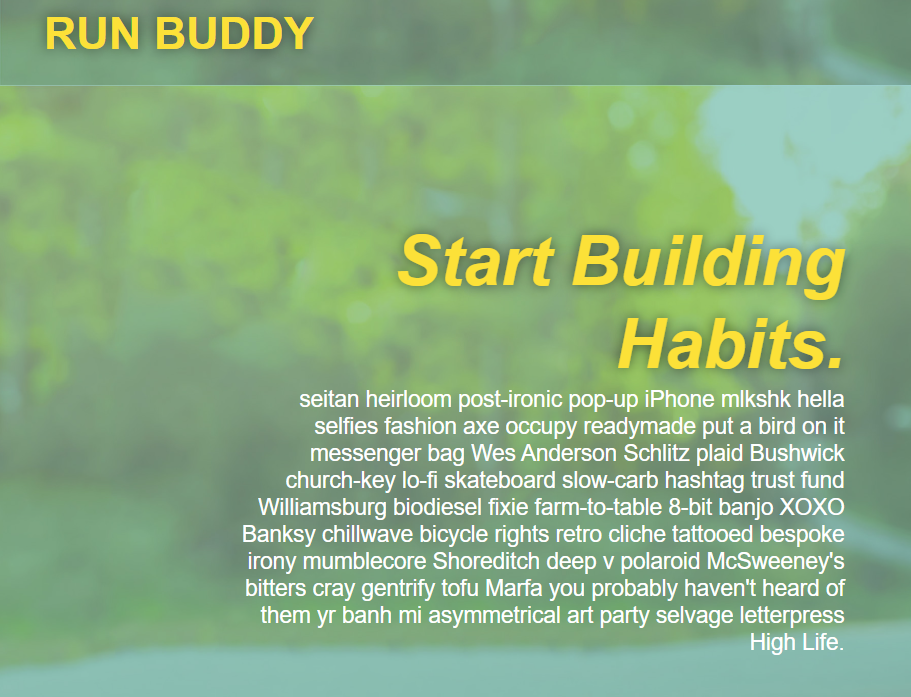 RUN BUDDY
Start Building
Habits.
seitan heirloom post-ironic pop-up iPhone mlkshk hella
selfies fashion axe occupy readymade put a bird on it
messenger bag Wes Anderson Schlitz plaid Bushwick
church-key lo-fi skateboard slow-carb hashtag trust fund
Williamsburg biodiesel fixie farm-to-table 8-bit banjo XOXO
Banksy chillwave bicycle rights retro cliche tattooed bespoke
irony mumblecore Shoreditch deep v polaroid McSweeney's
bitters cray gentrify tofu Marfa you probably haven't heard of
them yr banh mi asymmetrical art party selvage letterpress
High Life.